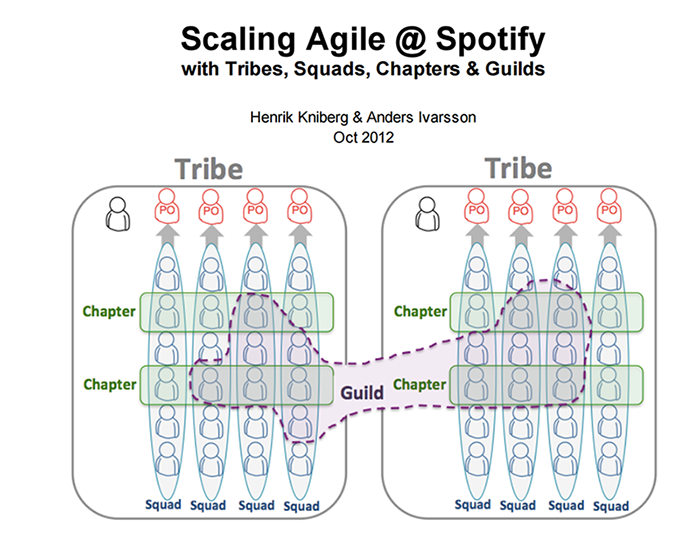 Scaling Agile @ Spotify
with Tribes, Squads, Chapters & Guilds
Henrik Kniberg & Anders Ivarsson
Oct 2012
Tribe
Tribe
PO PO PO PO
PO PO PO PO
Chapter
Chapter
Chapter
Guild
Chapter
Squad Squad Squad Squad
Squad Squad Squad Squad